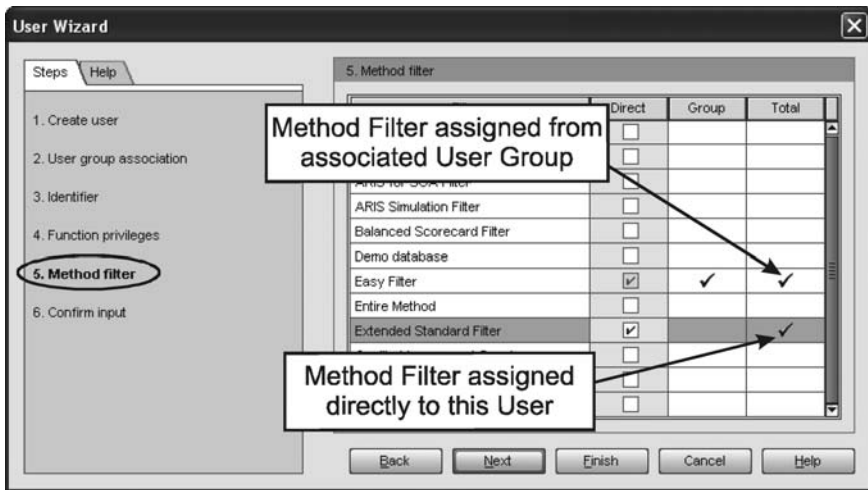 User Wizard
Steps
Help
1. Create user
2. User group association
3. Identifier
4. Function privileges
5. Method filter
6. Confirm input
5. Method filter
Direct
Group
Total
Method Filter assigned from
associated User Group
ARIS Simulation Filter
Balanced Scorecard Filter
Demo database
Easy Filter
Entire Method
Extended Standard Filter
Method Filter assigned
directly to this User
Back
Next
Finish
Cancel
Help